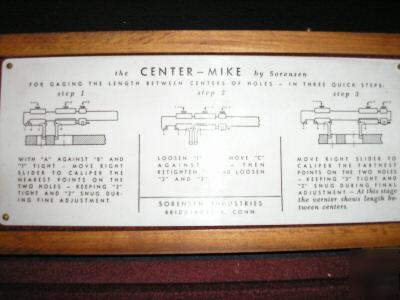 the CENTER-MIKE by Sorensen
FOR GAGING THE LENGTH BETWEEN CENTERS OF HOLES - IN THREE QUICK STEPS:
step 1
step 2
step 3
WITH "A" AGAINST "B" AND
"1" TIGHT - MOVE RIGHT
SLIDER TO CALIPER THE
NEAREST POINTS ON THE
TWO HOLES - KEEPING "3"
TIGHT AND "2" SNUG DUR-
ING FINE ADJUSTMENT.
LOOSEN "1" MOVE "C"
AGAINST - THEN
RETIGHTEN AND LOOSEN
"2" AND "3".
MOVE RIGHT SLIDER TO
CALIPER THE FARTHEST
POINTS ON THE TWO HOLES
- KEEPING "3" TIGHT AND
"2" SNUG DURING FINAL
ADJUSTMENT - At this stage
the vernier shows length be-
tween centers.
SORENSEN INDUSTRIES
BRIDGEPORT, CONN.